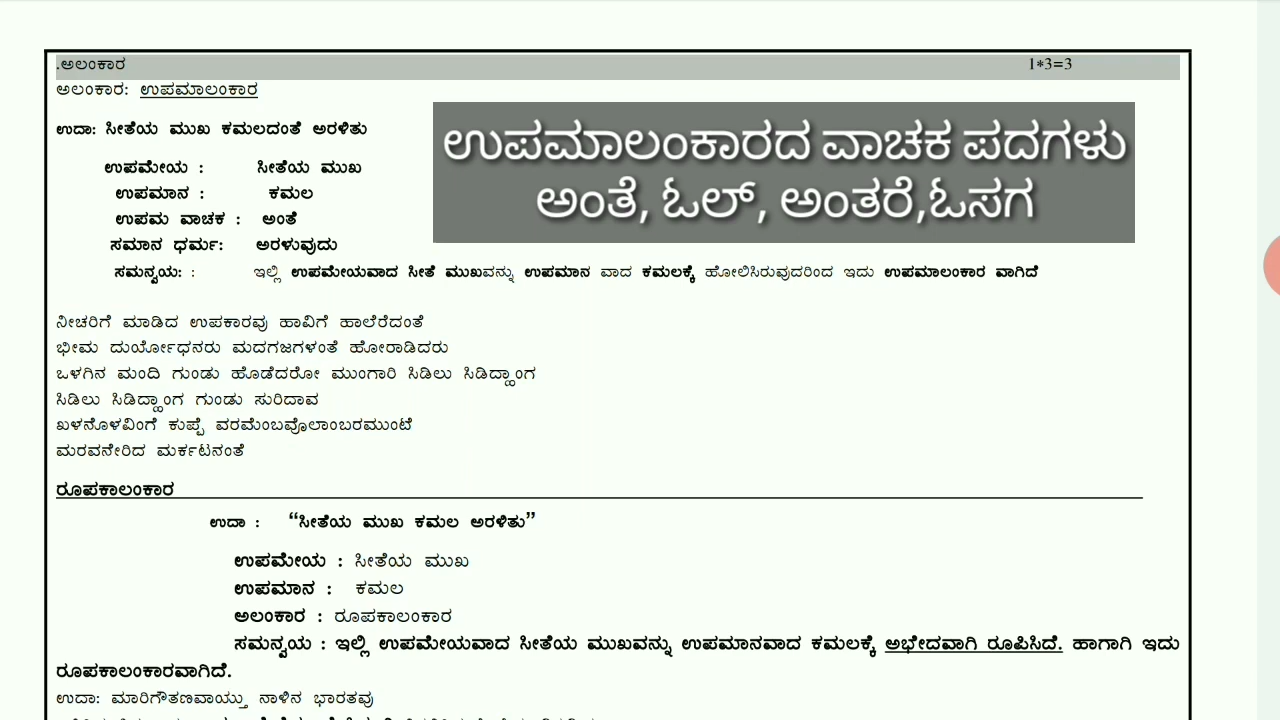 .ಅಲಂಕಾರ 1*3=3
ಅಲಂಕಾರ: ಉಪಮಾಲಂಕಾರ
ಉದಾ: ಸೀತೆಯ ಮುಖ ಕಮಲದಂತೆ ಅರಳಿತು
ಉಪಮಾಲಂಕಾರದ ವಾಚಕ ಪದಗಳು
ಅಂತೆ, ಓಲ್, ಅಂತರೆ,ಓಸಗ
ಉಪಮೇಯ : ಸೀತೆಯ ಮುಖ
ಉಪಮಾನ : ಕಮಲ
ಉಪಮ ವಾಚಕ : ಅಂತೆ
ಸಮಾನ ಧರ್ಮ: ಅರಳುವುದು
ಸಮನ್ವಯ: : ಇಲ್ಲಿ ಉಪಮೇಯವಾದ ಸೀತೆ ಮುಖವನ್ನು ಉಪಮಾನ ವಾದ ಕಮಲಕ್ಕೆ ಹೋಲಿಸಿರುವುದರಿಂದ ಇದು ಉಪಮಾಲಂಕಾರ ವಾಗಿದೆ
ನೀಚರಿಗೆ ಮಾಡಿದ ಉಪಕಾರವು ಹಾವಿಗೆ ಹಾಲೆರೆದಂತೆ
ಭೀಮ ದುರ್ಯೋಧನರು ಮದಗಜಗಳಂತೆ ಹೋರಾಡಿದರು
ಒಳಗಿನ ಮಂದಿ ಗುಂಡು ಹೊಡೆದರೋ ಮುಂಗಾರಿ ಸಿಡಿಲು ಸಿಡಿದ್ಹಾಂಗ
ಸಿಡಿಲು ಸಿಡಿದ್ಹಾಂಗ ಗುಂಡು ಸುರಿದಾವ
ಖಳನೊಳವಿಂಗೆ ಕುಪ್ಪೆ ವರಮೆಂಬವೊಲಾಂಬರಮುಂಟೆ
ಮರವನೇರಿದ ಮರ್ಕಟನಂತೆ
ರೂಪಕಾಲಂಕಾರ
ಉದಾ : “ಸೀತೆಯ ಮುಖ ಕಮಲ ಅರಳಿತು”
ಉಪಮೇಯ : ಸೀತೆಯ ಮುಖ
ಉಪಮಾನ : ಕಮಲ
ಅಲಂಕಾರ : ರೂಪಕಾಲಂಕಾರ
ಸಮನ್ವಯ : ಇಲ್ಲಿ ಉಪಮೇಯವಾದ ಸೀತೆಯ ಮುಖವನ್ನು ಉಪಮಾನವಾದ ಕಮಲಕ್ಕೆ ಅಭೇದವಾಗಿ ರೂಪಿಸಿದೆ. ಹಾಗಾಗಿ ಇದು
ರೂಪಕಾಲಂಕಾರವಾಗಿದೆ.
ಉದಾ: ಮಾರಿಗೌತಣವಾಯ್ತು ನಾಳಿನ ಭಾರತವು